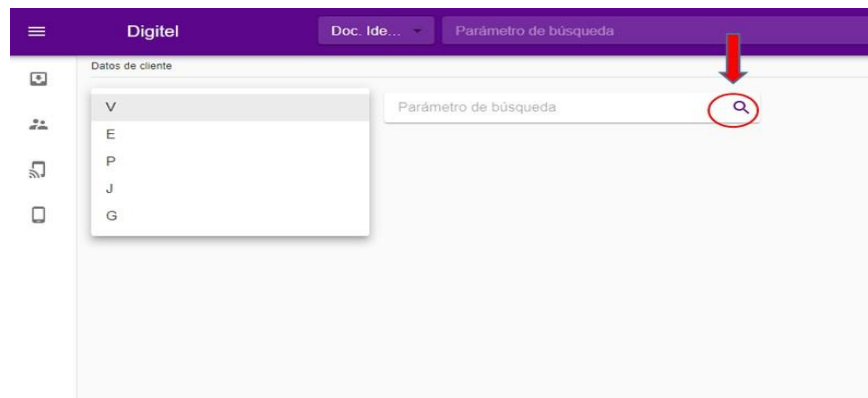 Digitel
Doc. Ide...
Parámetro de búsqueda
Datos de cliente
V
Parámetro de búsqueda
E
P
J
G